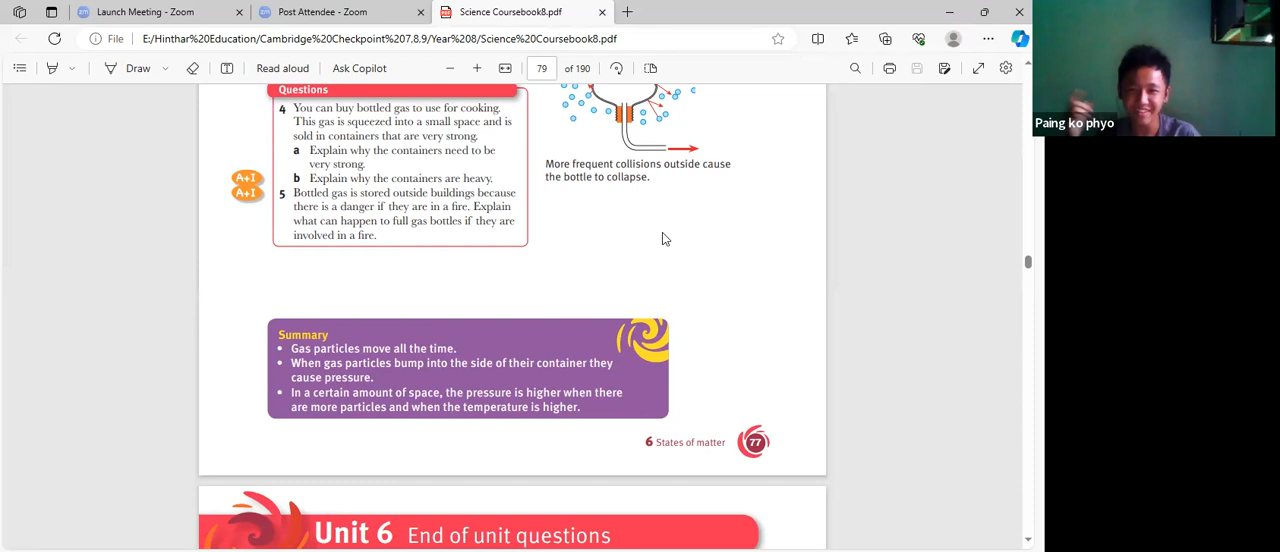 Launch Meeting - Zoom
Post Attendee - Zoom
Science Coursebook8.pdf
File
E:/Hinthar%20Education/Cambridge%20Checkpoint%207.8.9/Year%208/Science%20Coursebook8.pdf
Draw
Read aloud
Ask Copilot
79 of 190
Paing ko phyo
Questions
4 You can buy bottled gas to use for cooking.
This gas is squeezed into a small space and is
sold in containers that are very strong.
a Explain why the containers need to be
very strong.
A+I b Explain why the containers are heavy.
A+I 5 Bottled gas is stored outside buildings because
there is a danger if they are in a fire. Explain
what can happen to full gas bottles if they are
involved in a fire.
More frequent collisions outside cause
the bottle to collapse.
Summary
• Gas particles move all the time.
• When gas particles bump into the side of their container they
cause pressure.
• In a certain amount of space, the pressure is higher when there
are more particles and when the temperature is higher.
6 States of matter 77
Unit 6 End of unit questions